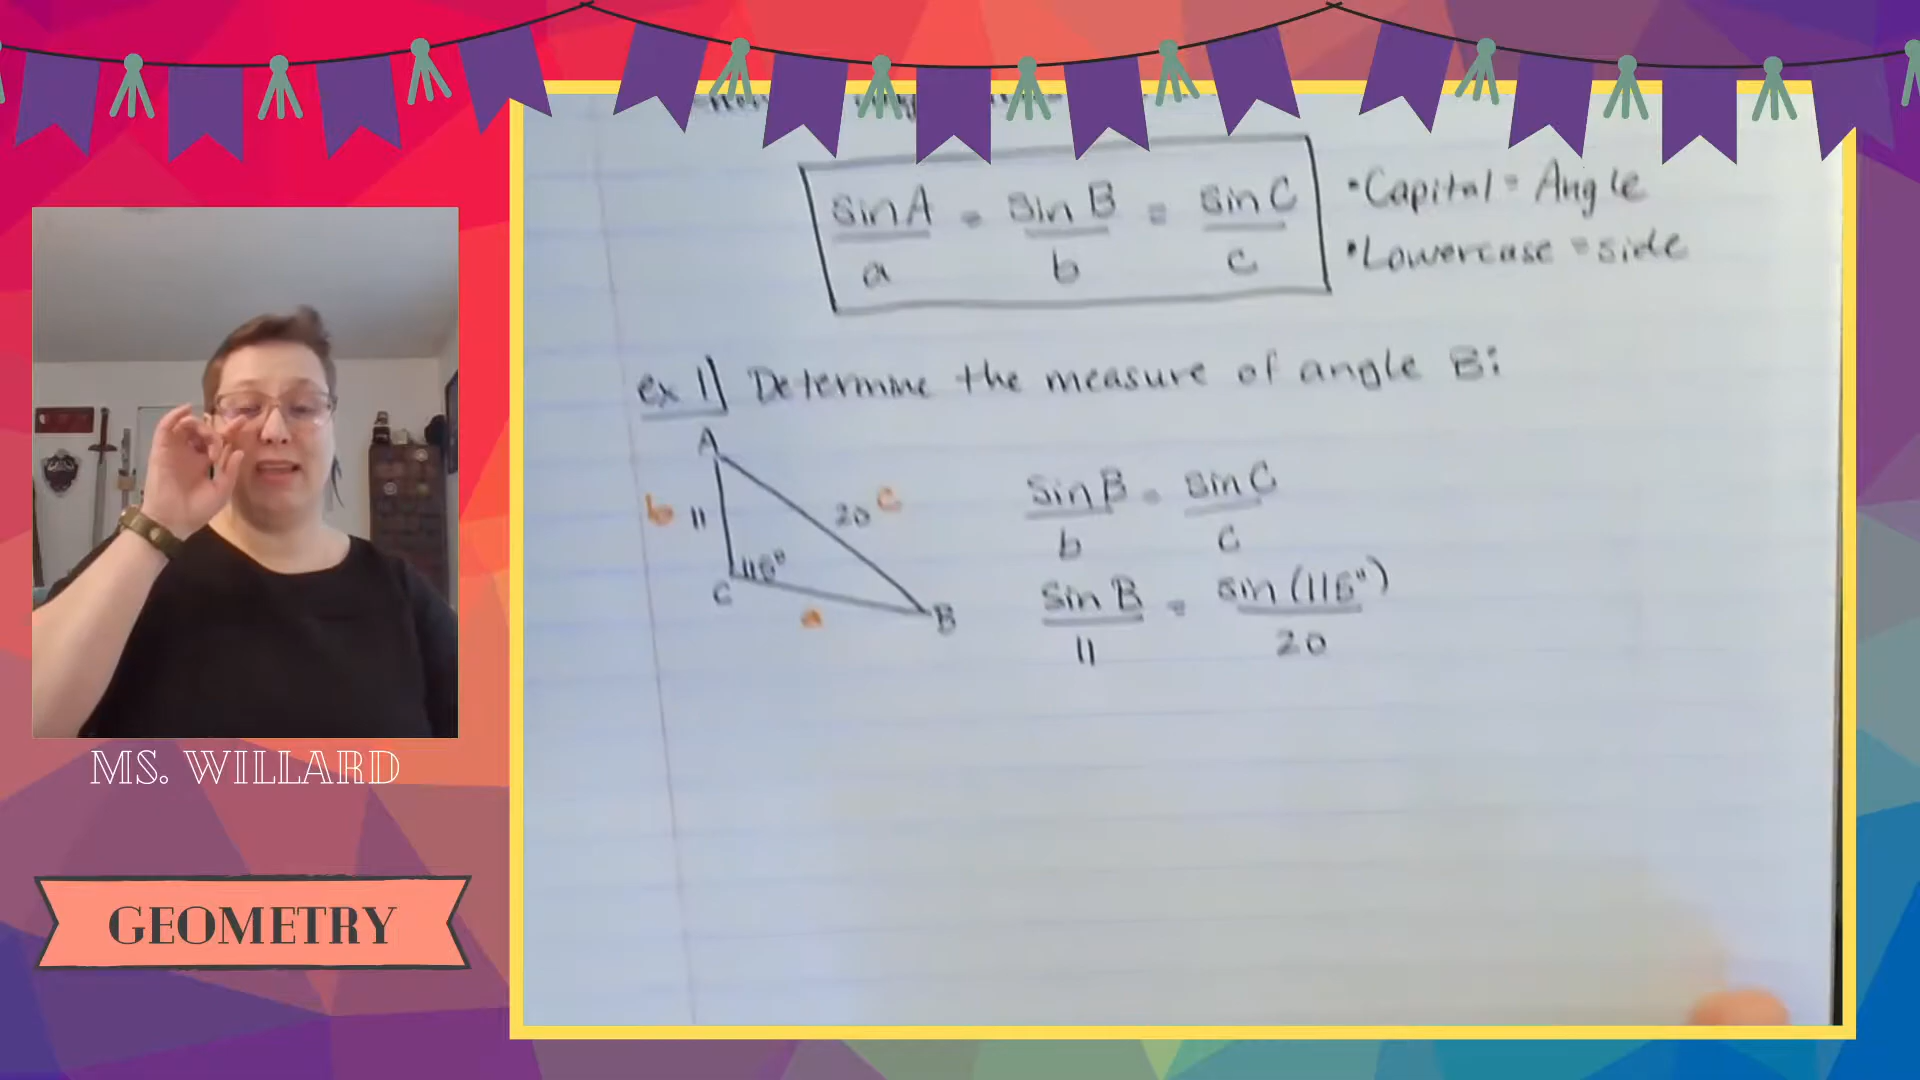 sin A = sin B = sin C
a b c
• Capital = Angle
• Lowercase = side
ex 1] Determine the measure of angle B:
A
b 11
20 c
C
116°
a
B
sin B = sin C
b c
sin B = sin (116°)
11 20
MS. WILLARD
GEOMETRY